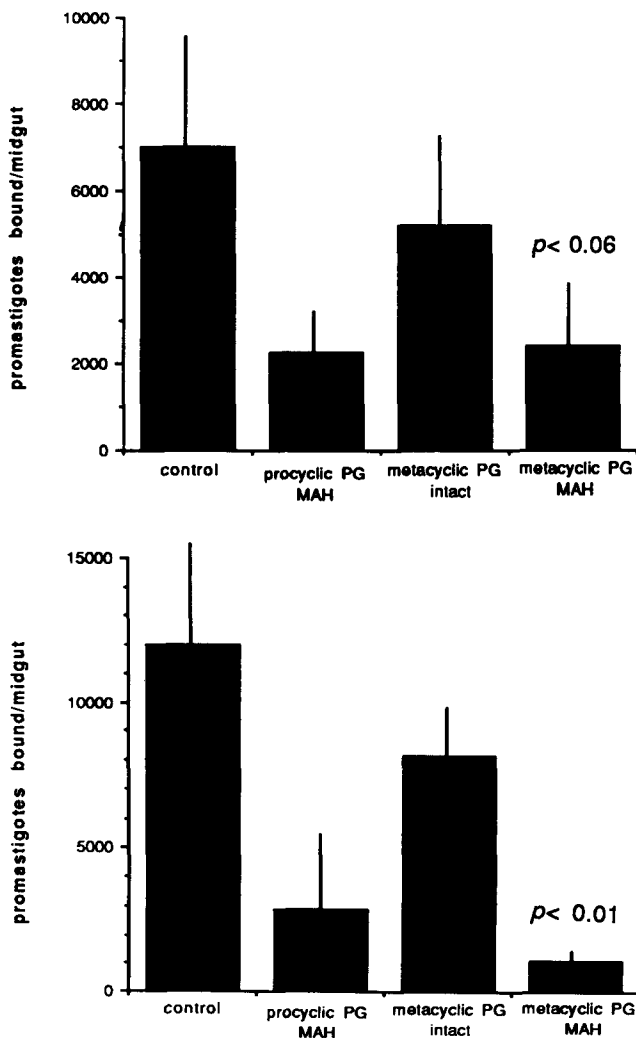 promastigotes bound/midgut
10000
8000
6000
4000
2000
0
p< 0.06
control
procyclic PG
MAH
metacyclic PG
intact
metacyclic PG
MAH
promastigotes bound/midgut
15000
10000
5000
0
p< 0.01
control
procyclic PG
MAH
metacyclic PG
intact
metacyclic PG
MAH